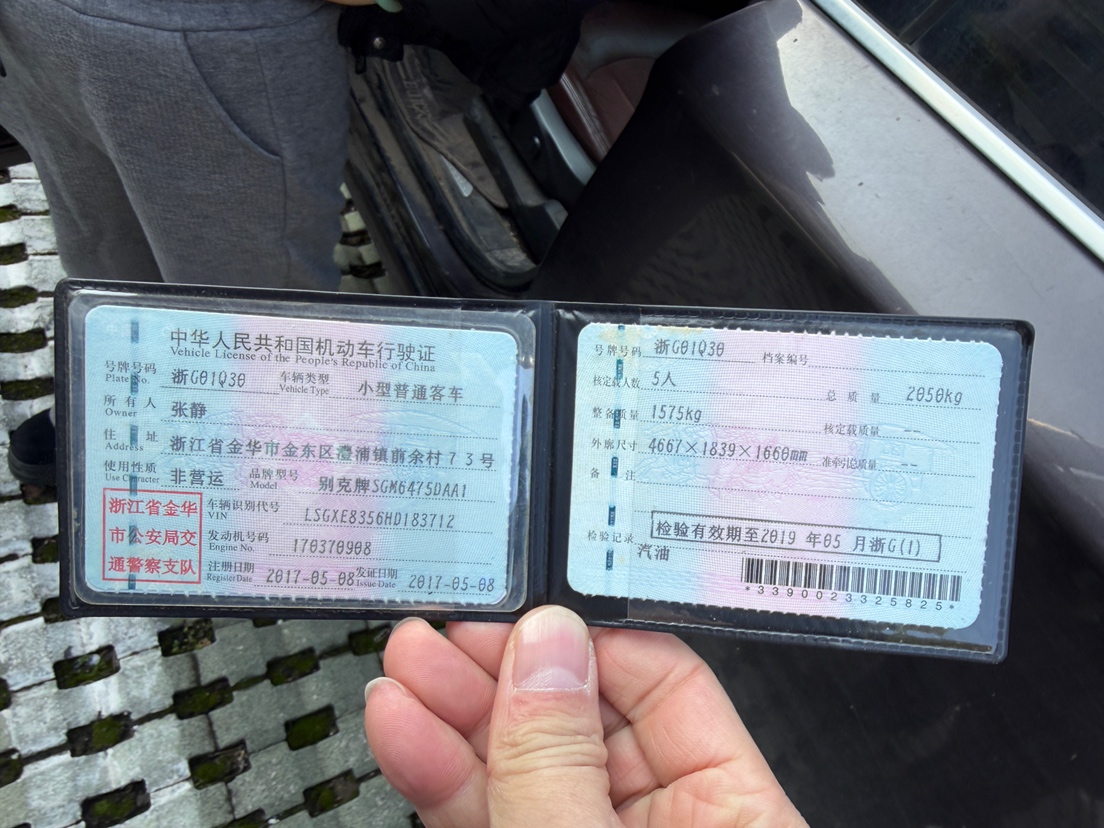 中华人民共和国机动车行驶证
Vehicle License of the People's Republic of China
号牌号码 浙G01Q30 车辆类型 小型普通客车
Plate No. Vehicle Type
所有人 张静
Owner
住址 浙江省金华市金东区澧浦镇前余村73号
Address
使用性质 非营运 品牌型号 别克牌SGM6475DAA1
Use Character Model
浙江省金华
市公安局交
通警察支队
车辆识别代号 LSGXE8356HD183712
VIN
发动机号码 170370908
Engine No.
注册日期 2017-05-08 发证日期 2017-05-08
Register Date Issue Date
号牌号码 浙G01Q30 档案编号
核定载人数 5人 总质量 2050kg
整备质量 1575kg 核定载质量 --
外廓尺寸 4667×1839×1660mm 准牵引总质量 --
备注
检验记录 检验有效期至2019年05月浙G(1)
汽油
*3390023325825*